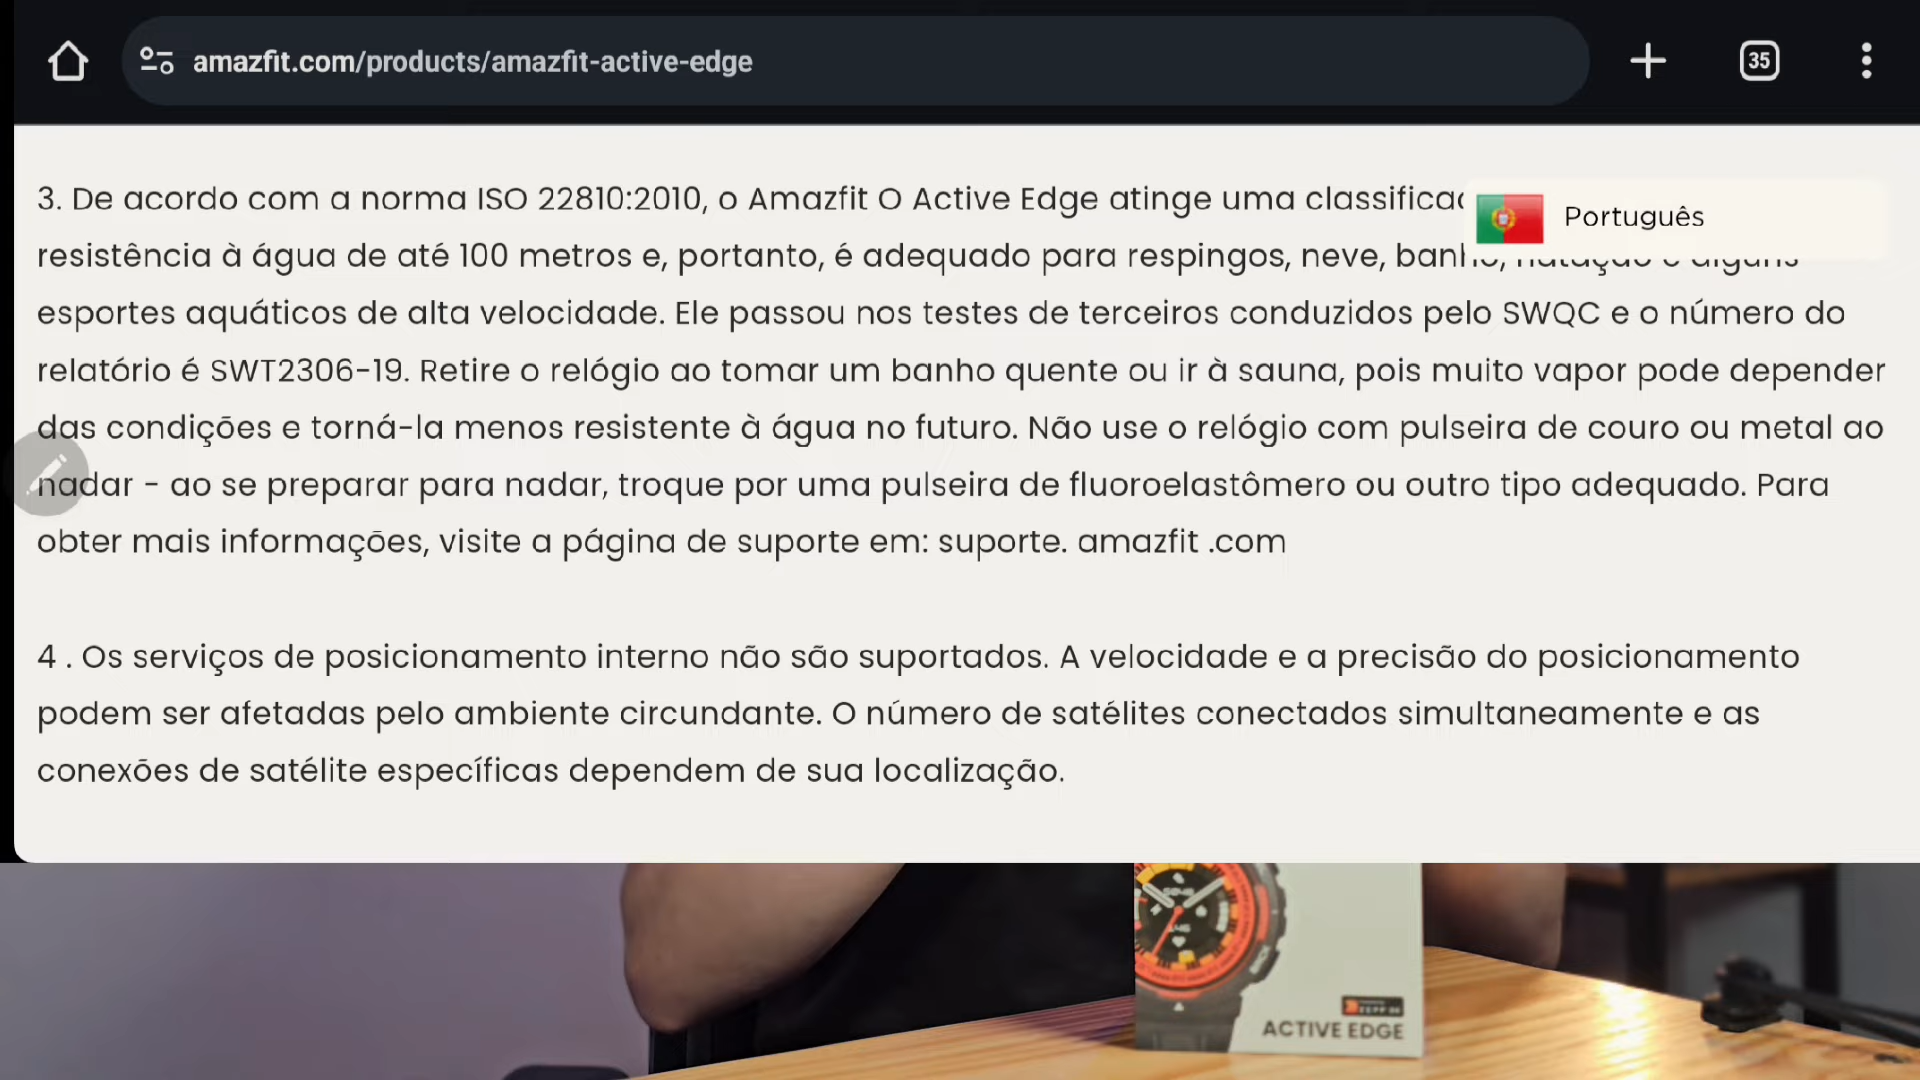 amazfit.com/products/amazfit-active-edge
35
3. De acordo com a norma ISO 22810:2010, o Amazfit O Active Edge atinge uma
Português
resistência à água de até 100 metros e, portanto, é adequado para respingos, neve,
esportes aquáticos de alta velocidade. Ele passou nos testes de terceiros conduzidos pelo SWQC e o número do
relatório é SWT2306-19. Retire o relógio ao tomar um banho quente ou ir à sauna, pois muito vapor pode depender
das condições e torná-la menos resistente à água no futuro. Não use o relógio com pulseira de couro ou metal ao
nadar - ao se preparar para nadar, troque por uma pulseira de fluoroelastômero ou outro tipo adequado. Para
obter mais informações, visite a página de suporte em: suporte. amazfit .com
4 . Os serviços de posicionamento interno não são suportados. A velocidade e a precisão do posicionamento
podem ser afetadas pelo ambiente circundante. O número de satélites conectados simultaneamente e as
conexões de satélite específicas dependem de sua localização.
ACTIVE EDGE